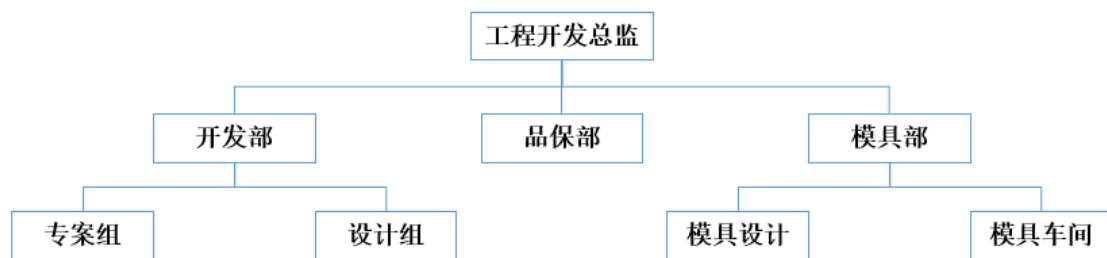 工程开发总监
开发部
品保部
模具部
专案组
设计组
模具设计
模具车间